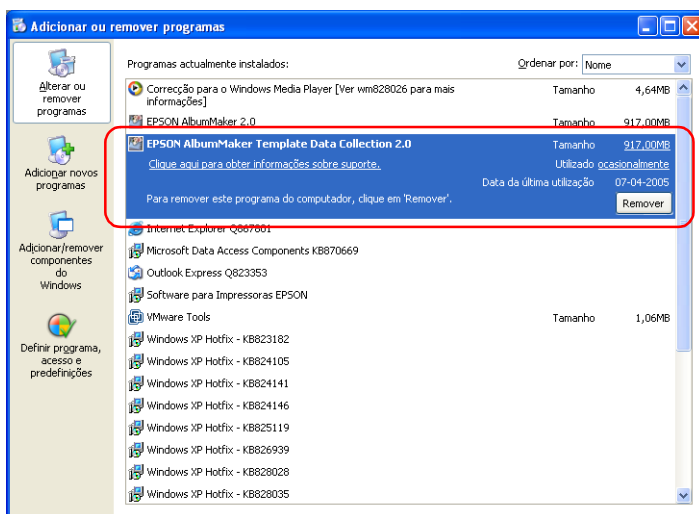 Adicionar ou remover programas
Alterar ou
remover
programas
Adicionar novos
programas
Adicionar/remover
componentes
do
Windows
Definir programa,
acesso e
predefinições
Programas actualmente instalados:
Ordenar por: Nome
Correcção para o Windows Media Player [Ver wm828026 para mais informações] Tamanho 4,64MB
EPSON AlbumMaker 2.0 Tamanho 917,00MB
EPSON AlbumMaker Template Data Collection 2.0 Tamanho 917,00MB
Clique aqui para obter informações sobre suporte. Utilizado ocasionalmente
Data da última utilização 07-04-2005
Para remover este programa do computador, clique em 'Remover'. Remover
Internet Explorer Q867801
Microsoft Data Access Components KB870669
Outlook Express Q823353
Software para Impressoras EPSON
VMware Tools Tamanho 1,06MB
Windows XP Hotfix - KB823182
Windows XP Hotfix - KB824105
Windows XP Hotfix - KB824141
Windows XP Hotfix - KB824146
Windows XP Hotfix - KB825119
Windows XP Hotfix - KB826939
Windows XP Hotfix - KB828028
Windows XP Hotfix - KB828035